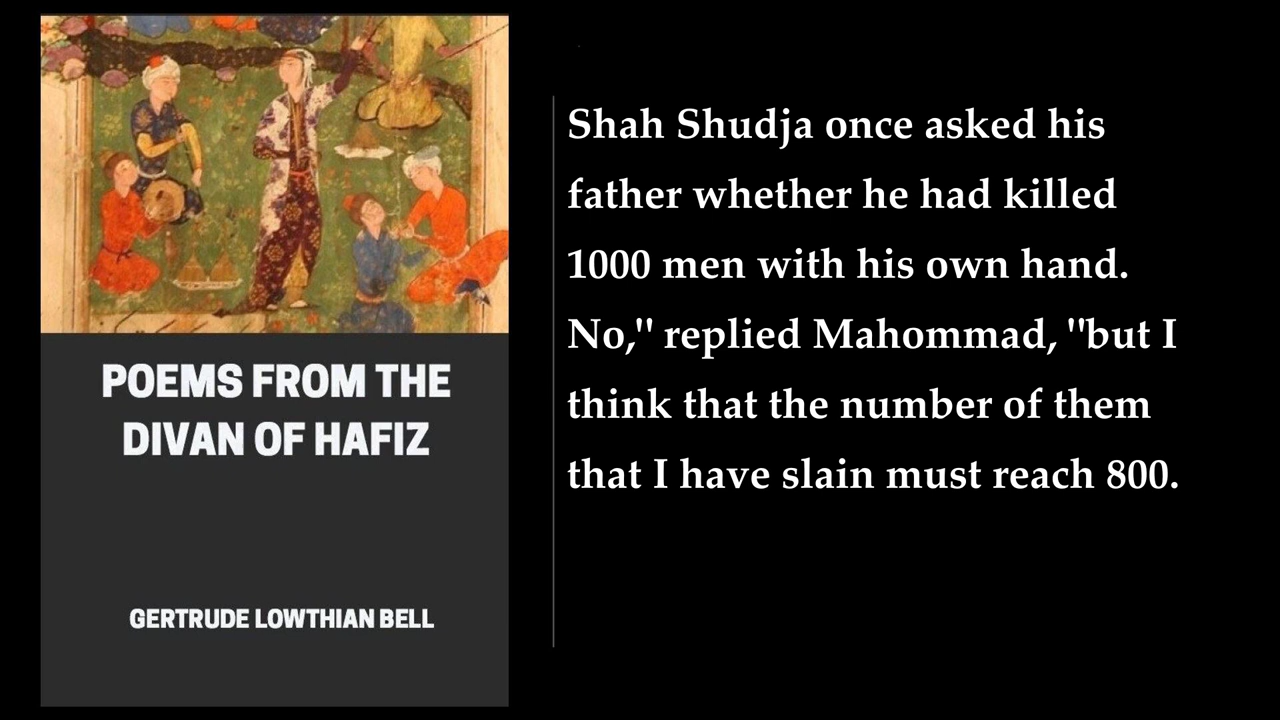 POEMS FROM THE
DIVAN OF HAFIZ
GERTRUDE LOWTHIAN BELL
Shah Shudja once asked his
father whether he had killed
1000 men with his own hand.
No," replied Mahommad, "but I
think that the number of them
that I have slain must reach 800.